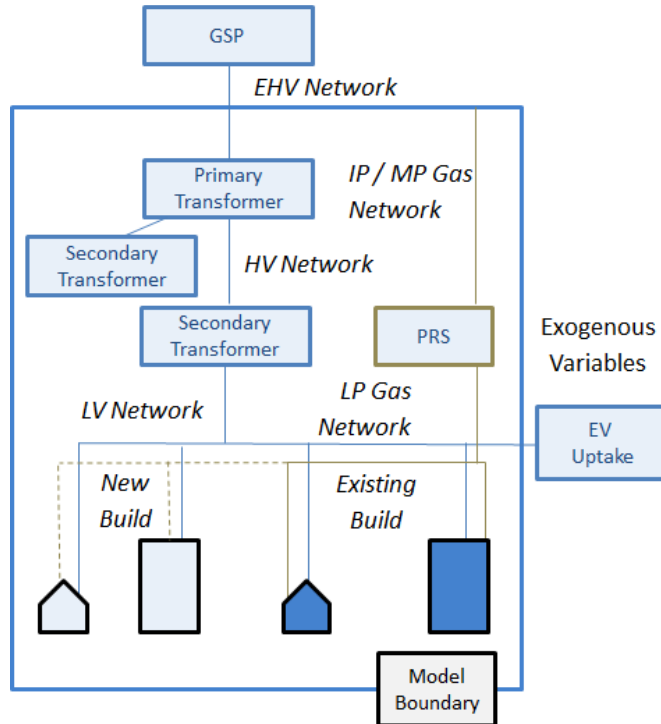 GSP
EHV Network
Primary
Transformer
IP / MP Gas
Network
Secondary
Transformer
HV Network
Secondary
Transformer
PRS
Exogenous
Variables
LV Network
LP Gas
Network
EV
Uptake
New
Build
Existing
Build
Model
Boundary